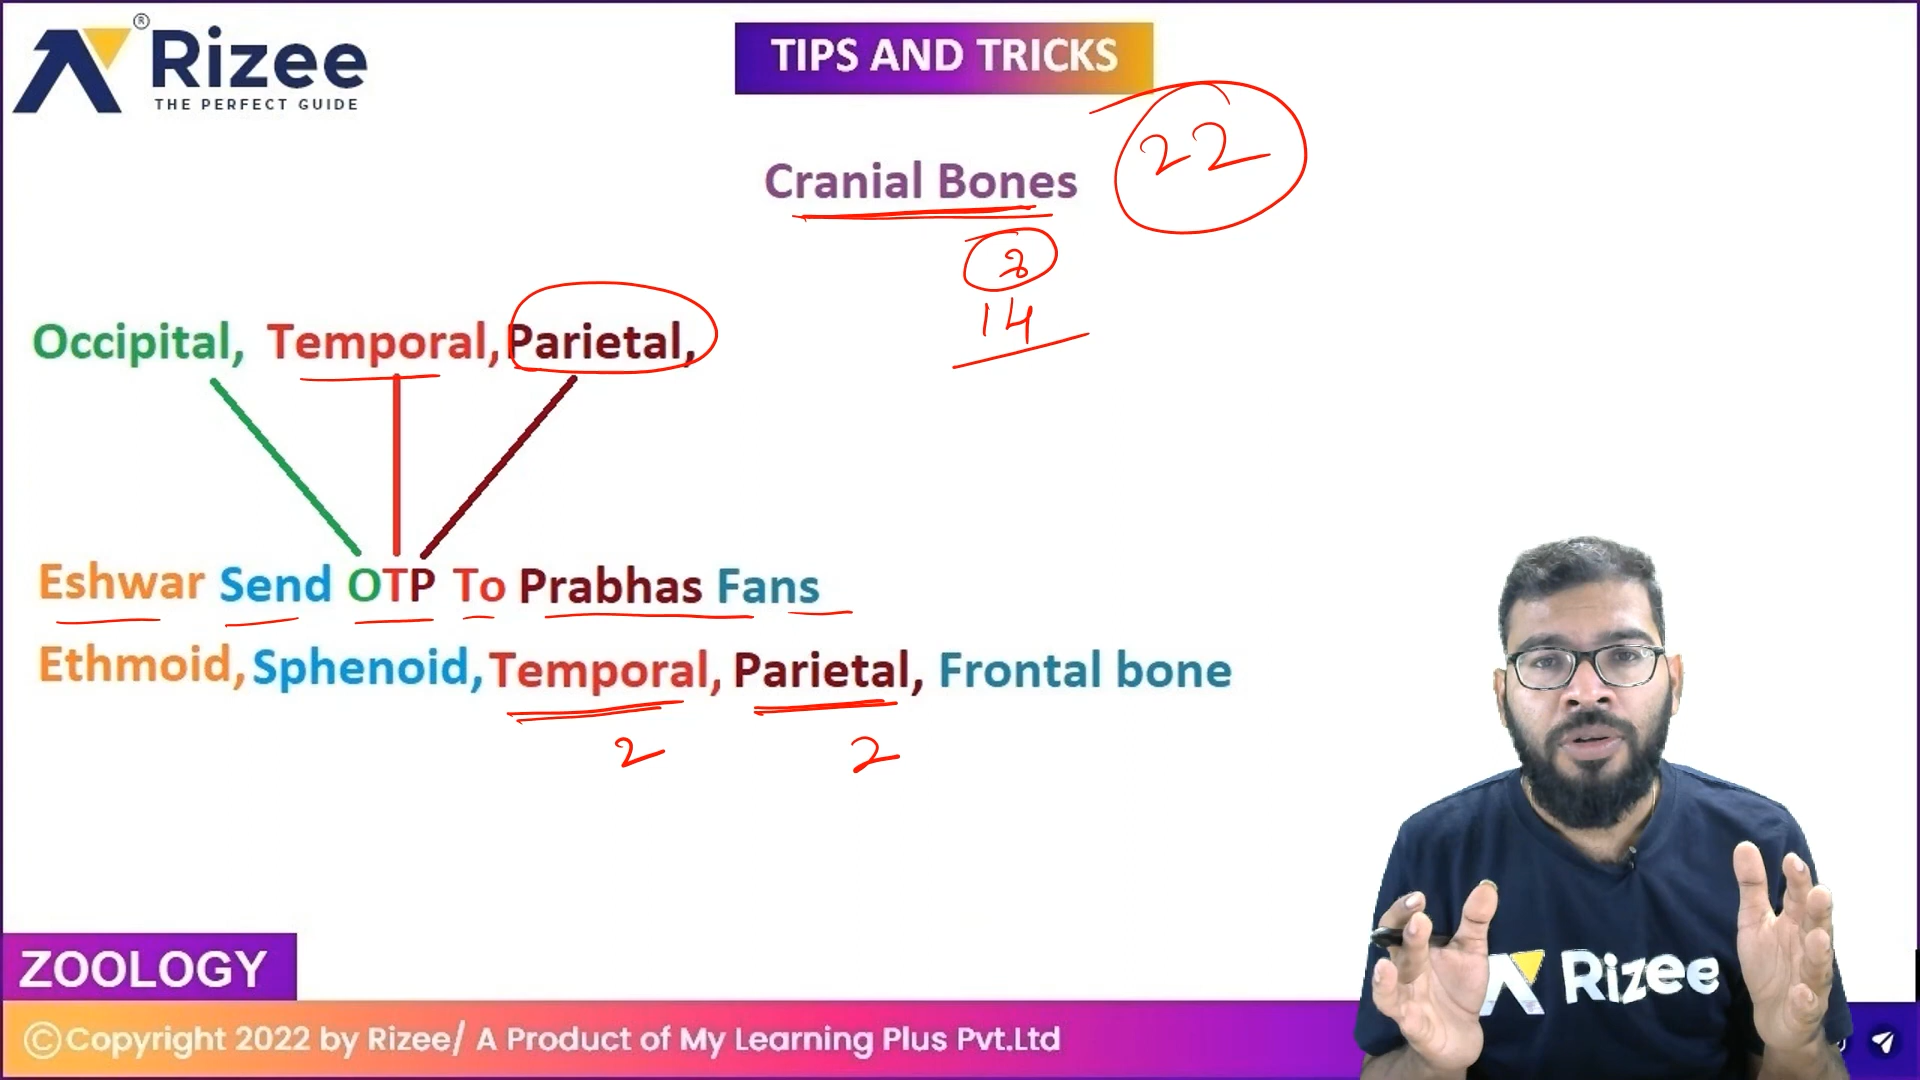 Rizee®
THE PERFECT GUIDE
TIPS AND TRICKS
22
Cranial Bones
8
14
Occipital, Temporal, Parietal,
Eshwar Send OTP To Prabhas Fans
Ethmoid, Sphenoid, Temporal, Parietal, Frontal bone
2 2
Rizee
ZOOLOGY
©Copyright 2022 by Rizee/ A Product of My Learning Plus Pvt.Ltd